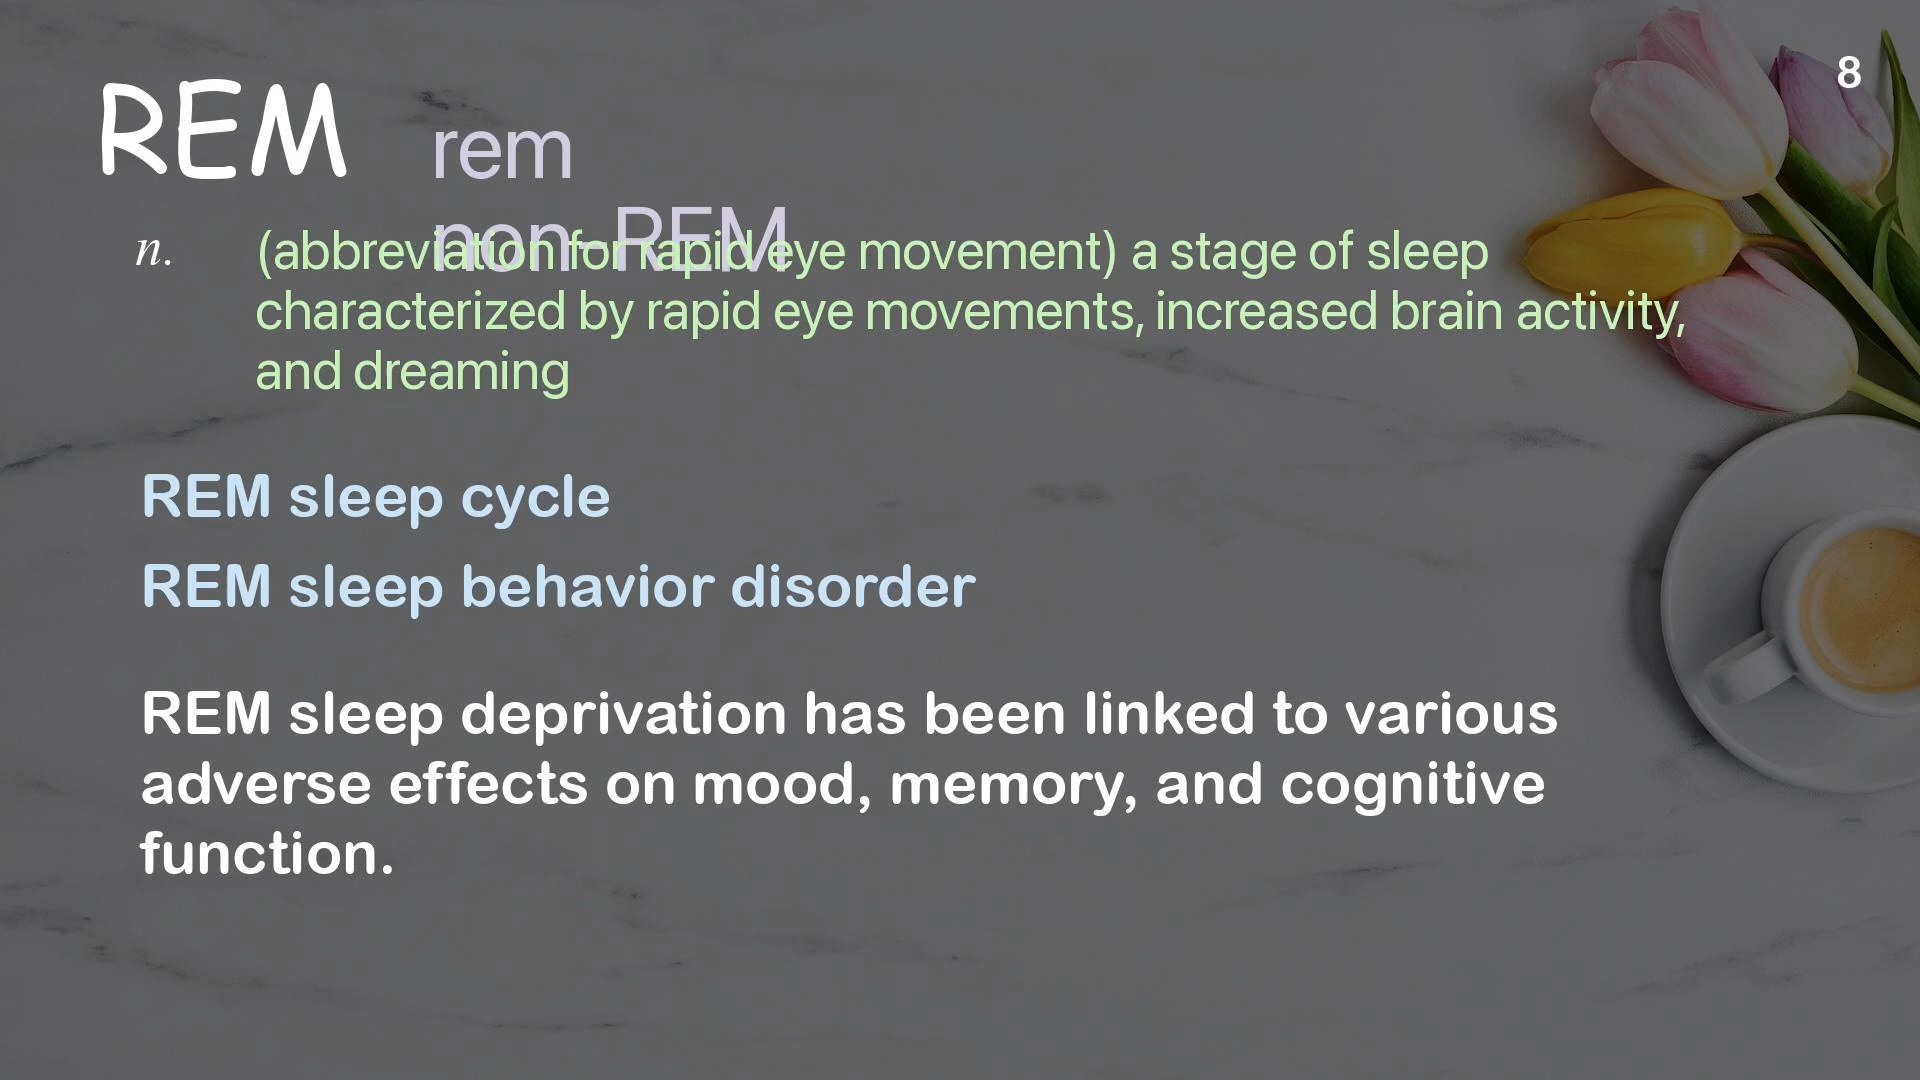 8
REM
rem
non-REM
n.
(abbreviation for rapid eye movement) a stage of sleep
characterized by rapid eye movements, increased brain activity,
and dreaming
REM sleep cycle
REM sleep behavior disorder
REM sleep deprivation has been linked to various
adverse effects on mood, memory, and cognitive
function.